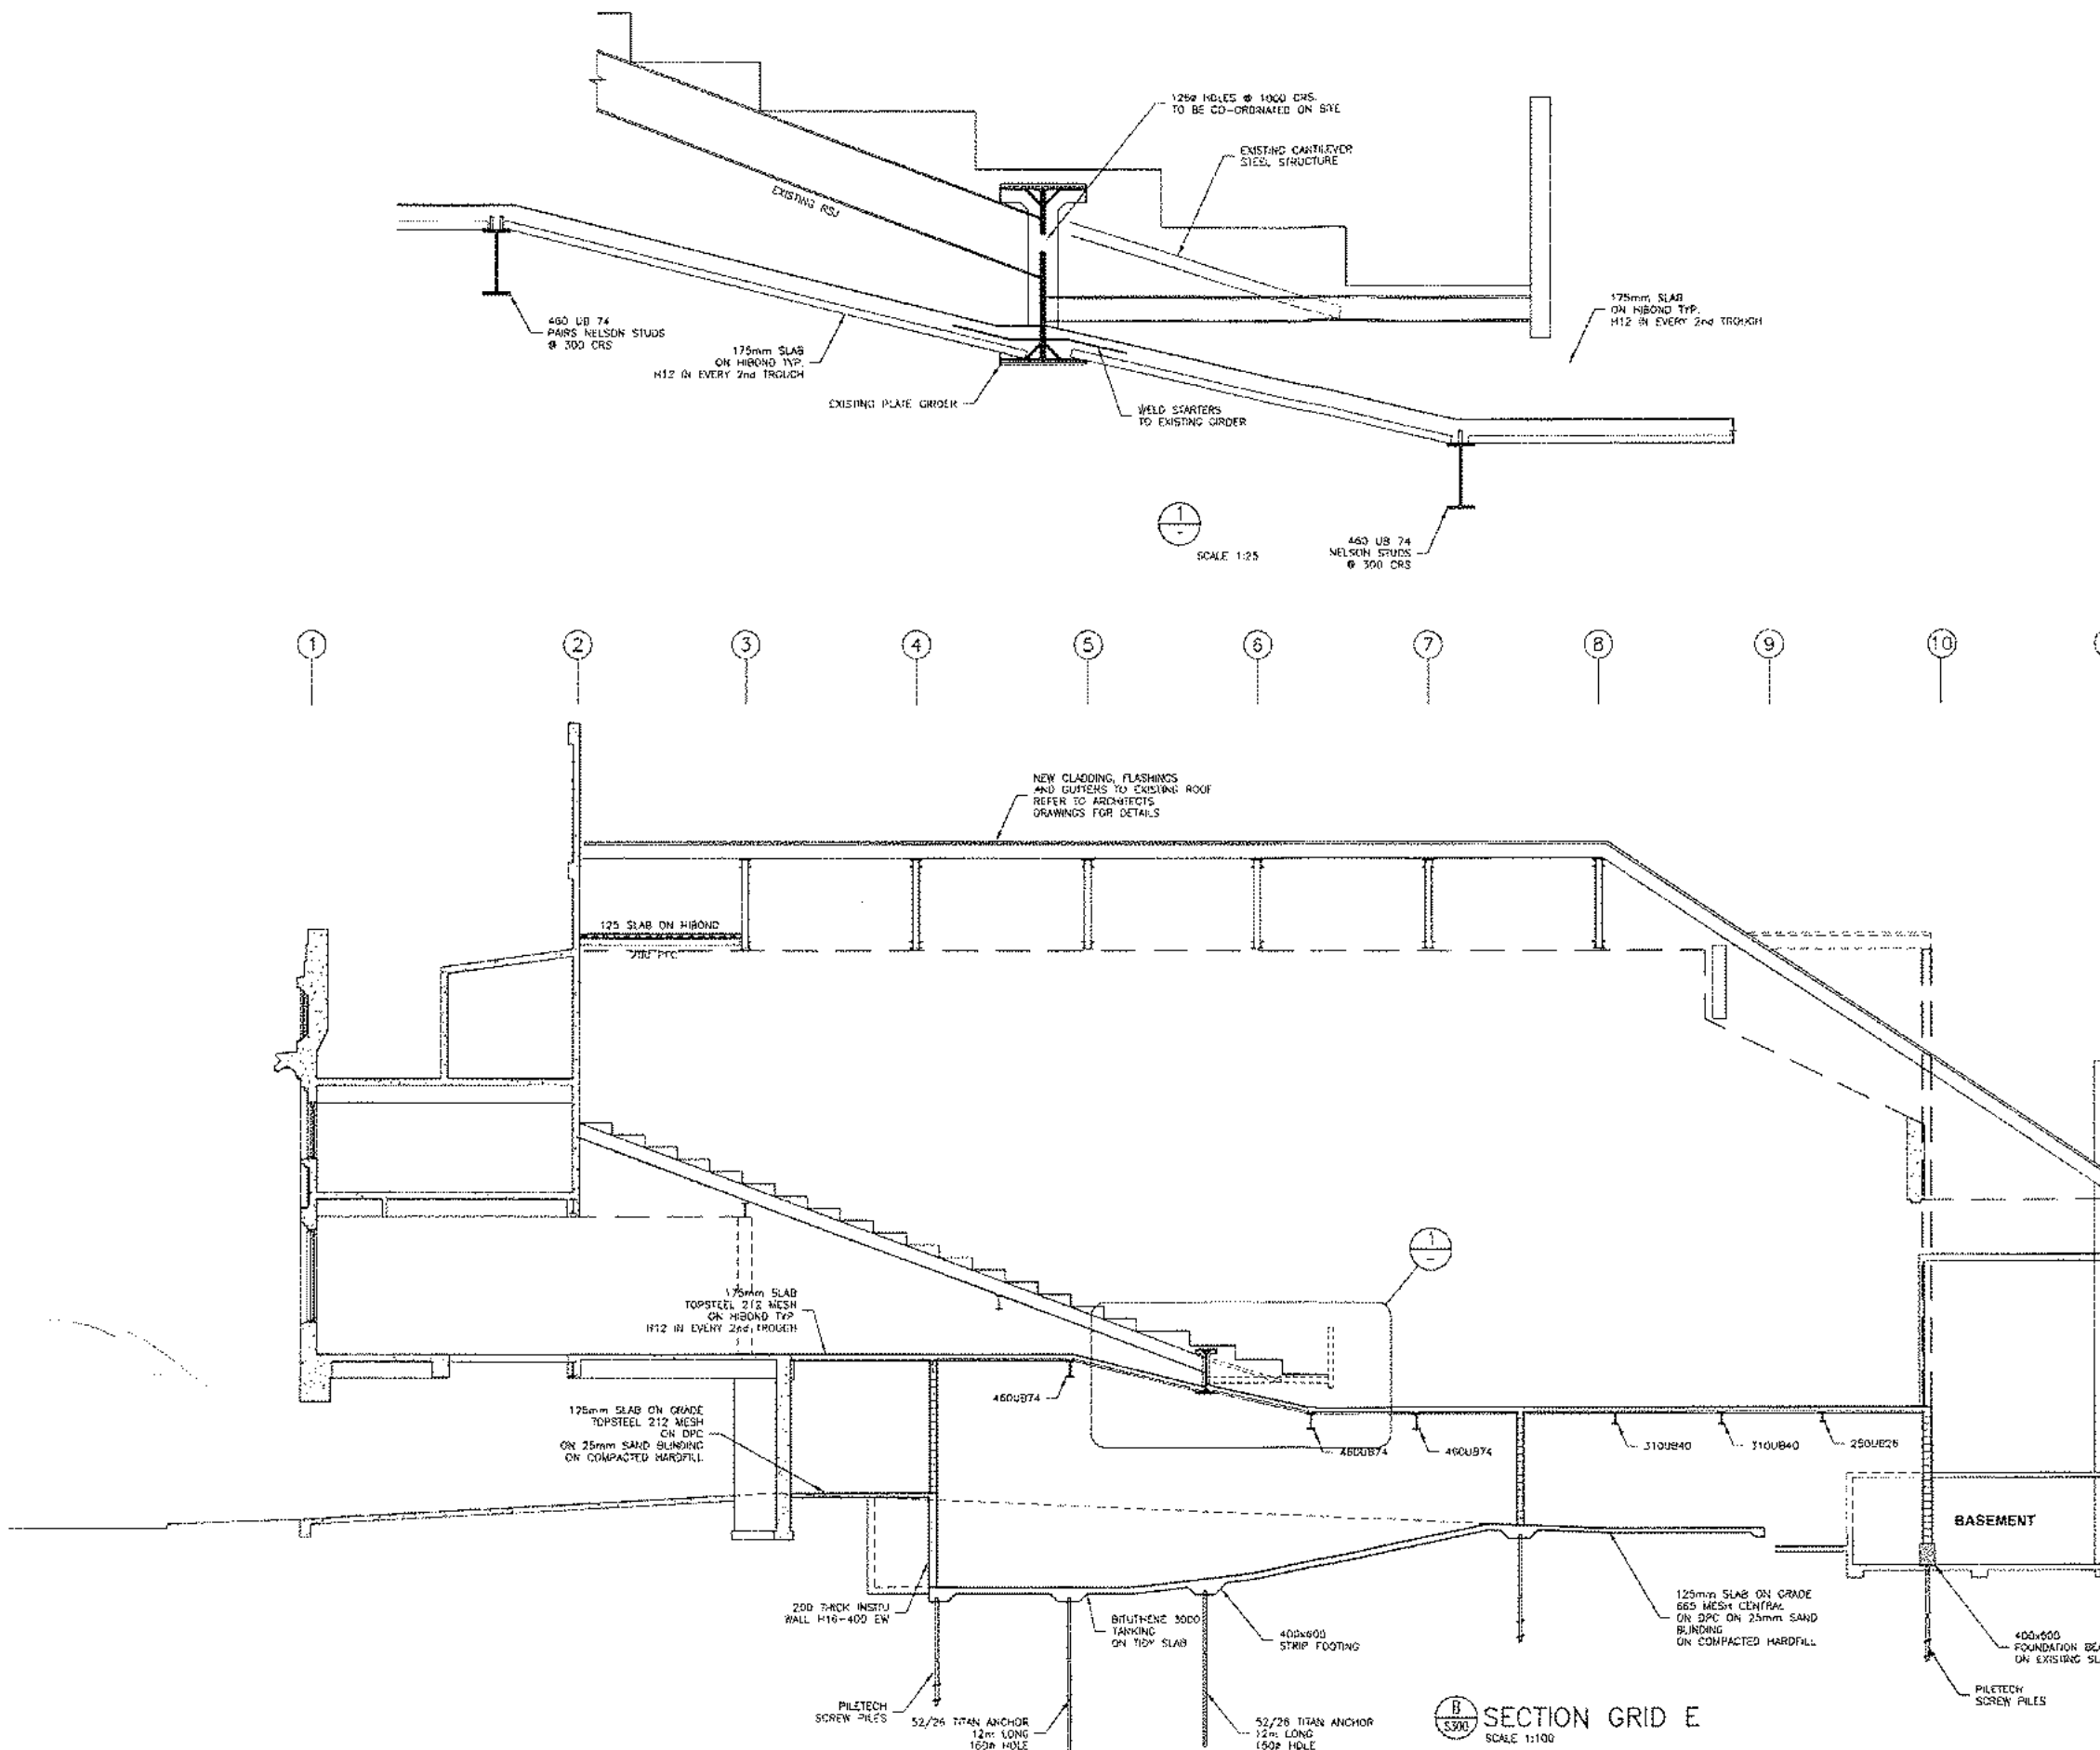 125ø HOLES @ 1000 CRS.
TO BE CO-ORDINATED ON SITE
EXISTING CANTILEVER
STEEL STRUCTURE
EXISTING RSJ
460 UB 74
PAIRS NELSON STUDS
@ 300 CRS
175mm SLAB
ON HIBOND TYP.
H12 IN EVERY 2nd TROUGH
EXISTING PLATE GIRDER
WELD STARTERS
TO EXISTING GIRDER
175mm SLAB
ON HIBOND TYP.
H12 IN EVERY 2nd TROUGH
460 UB 74
NELSON STUDS
@ 300 CRS
1
-
SCALE 1:25
1
2
3
4
5
6
7
8
9
10
NEW CLADDING, FLASHINGS
AND GUTTERS TO EXISTING ROOF
REFER TO ARCHITECTS
DRAWINGS FOR DETAILS
125 SLAB ON HIBOND
1
-
175mm SLAB
TOPSTEEL 212 MESH
ON HIBOND TYP
H12 IN EVERY 2nd TROUGH
460UB74
460UB74
460UB74
310UB40
310UB40
250UB26
125mm SLAB ON GRADE
TOPSTEEL 212 MESH
ON DPC
ON 25mm SAND BLINDING
ON COMPACTED HARDFILL
BASEMENT
200 THICK INSITU
WALL H16-400 EW
BITUTHENE 3000
TANKING
ON TIDY SLAB
400x600
STRIP FOOTING
125mm SLAB ON GRADE
665 MESH CENTRAL
ON DPC ON 25mm SAND
BLINDING
ON COMPACTED HARDFILL
400x600
FOUNDATION
ON EXISTING
PILETECH
SCREW PILES
PILETECH
SCREW PILES
52/26 TITAN ANCHOR
12m LONG
150ø HOLE
52/26 TITAN ANCHOR
12m LONG
150ø HOLE
B
S300
SECTION GRID E
SCALE 1:100